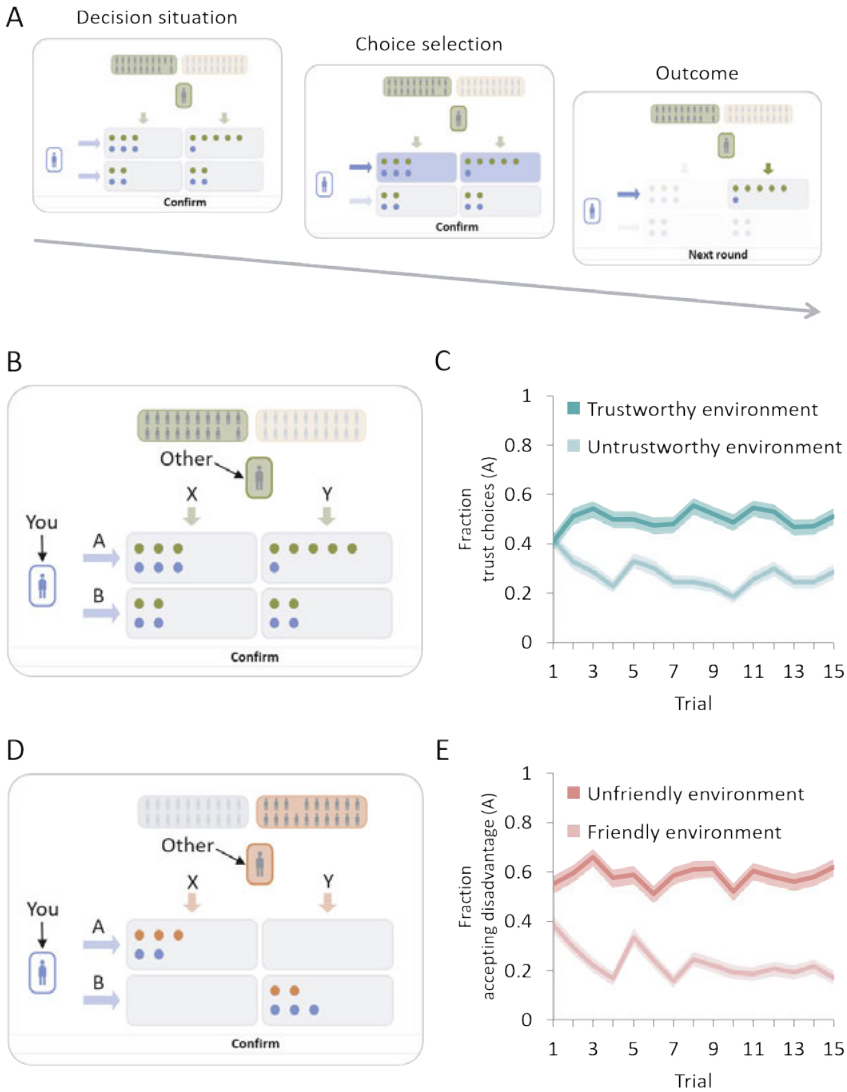 A
Decision situation
Choice selection
Outcome
Confirm
Confirm
Next round
B
Other
X Y
You
A
B
Confirm
C
1
0.8
0.6
0.4
0.2
0
Fraction
trust choices (A)
Trustworthy environment
Untrustworthy environment
1 3 5 7 9 11 13 15
Trial
D
Other
X Y
You
A
B
Confirm
E
1
0.8
0.6
0.4
0.2
0
Fraction
accepting disadvantage (A)
Unfriendly environment
Friendly environment
1 3 5 7 9 11 13 15
Trial